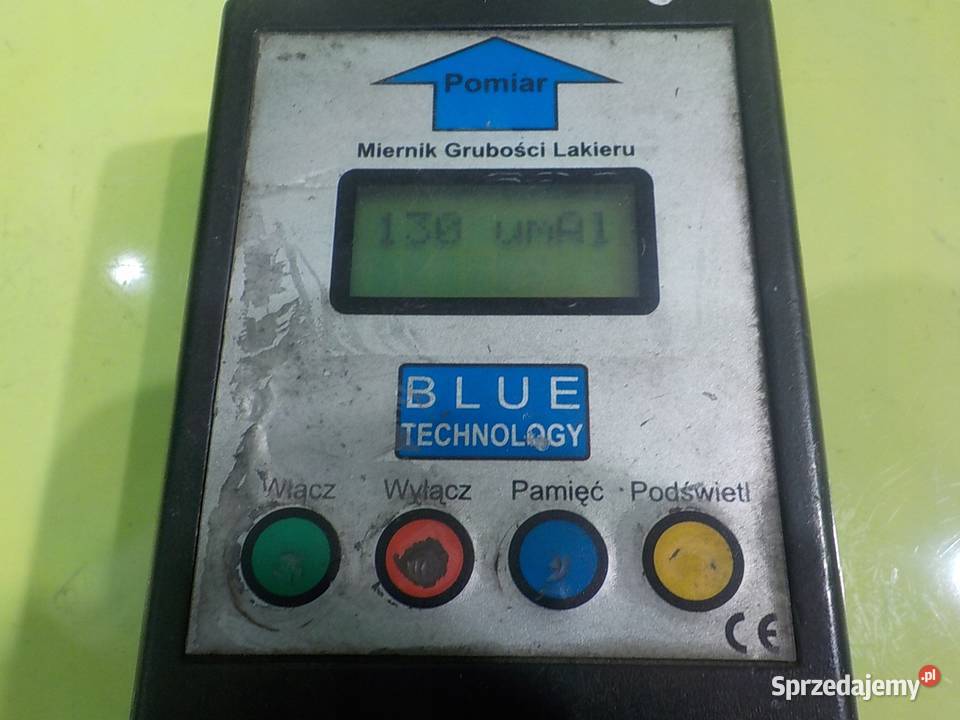 Pomiar
Miernik Grubości Lakieru
130 umAl
BLUE
TECHNOLOGY
Włącz Wyłącz Pamięć Podświetl
CE
Sprzedajemy.pl